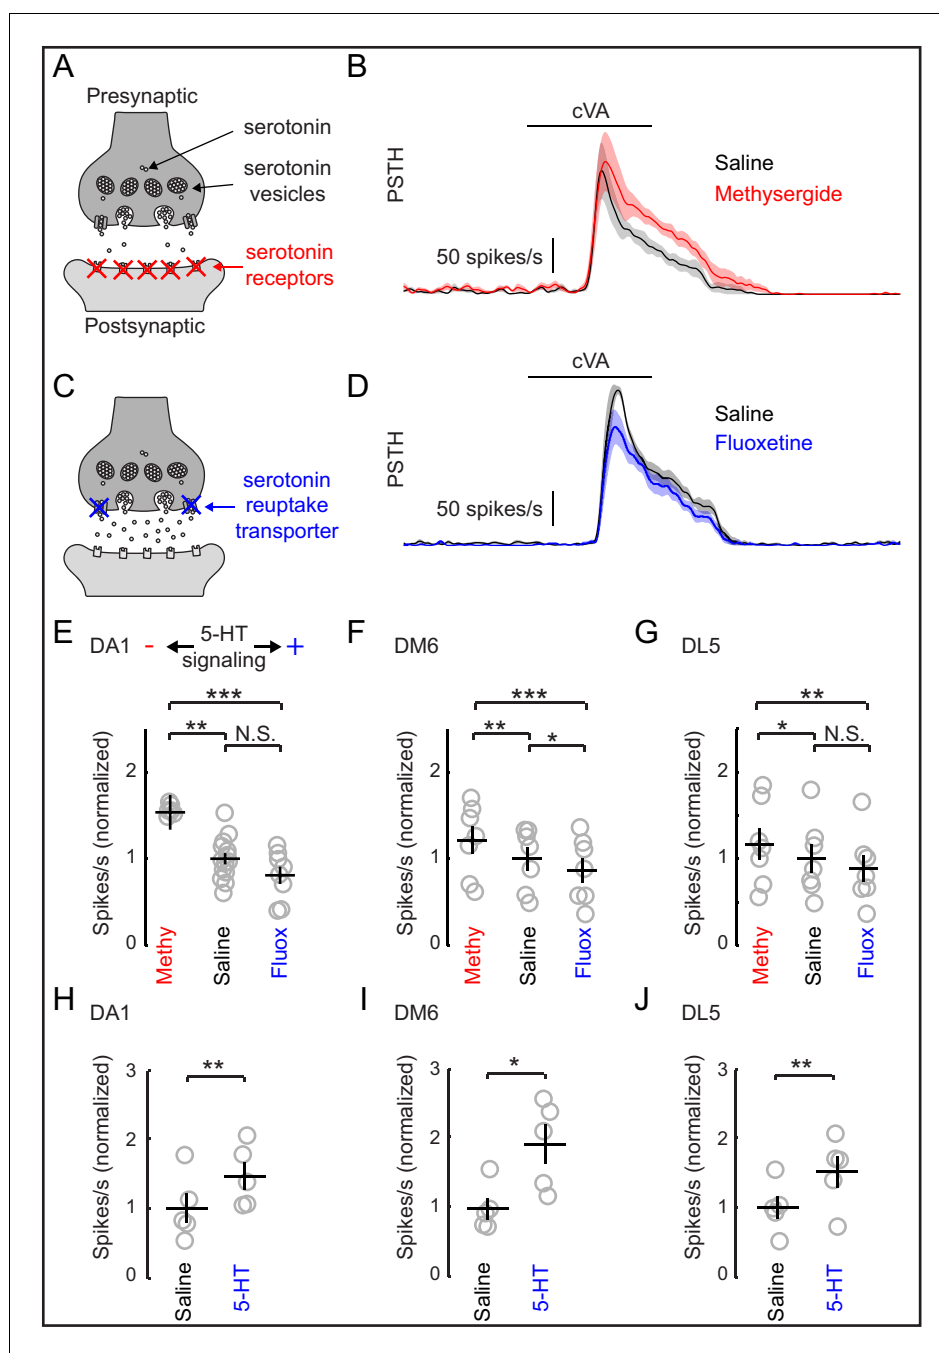 A
Presynaptic
serotonin
serotonin
vesicles
serotonin
receptors
Postsynaptic
B
cVA
PSTH
Saline
Methysergide
50 spikes/s
C
serotonin
reuptake
transporter
D
cVA
PSTH
Saline
Fluoxetine
50 spikes/s
E
DA1
- 5-HT +
signaling
***
**
N.S.
Spikes/s (normalized)
2
1
0
Methy
Saline
Fluox
F
DM6
***
**
*
Spikes/s (normalized)
2
1
0
Methy
Saline
Fluox
G
DL5
**
*
N.S.
Spikes/s (normalized)
2
1
0
Methy
Saline
Fluox
H
DA1
**
Spikes/s (normalized)
3
2
1
0
Saline
5-HT
I
DM6
*
Spikes/s (normalized)
3
2
1
0
Saline
5-HT
J
DL5
**
Spikes/s (normalized)
3
2
1
0
Saline
5-HT